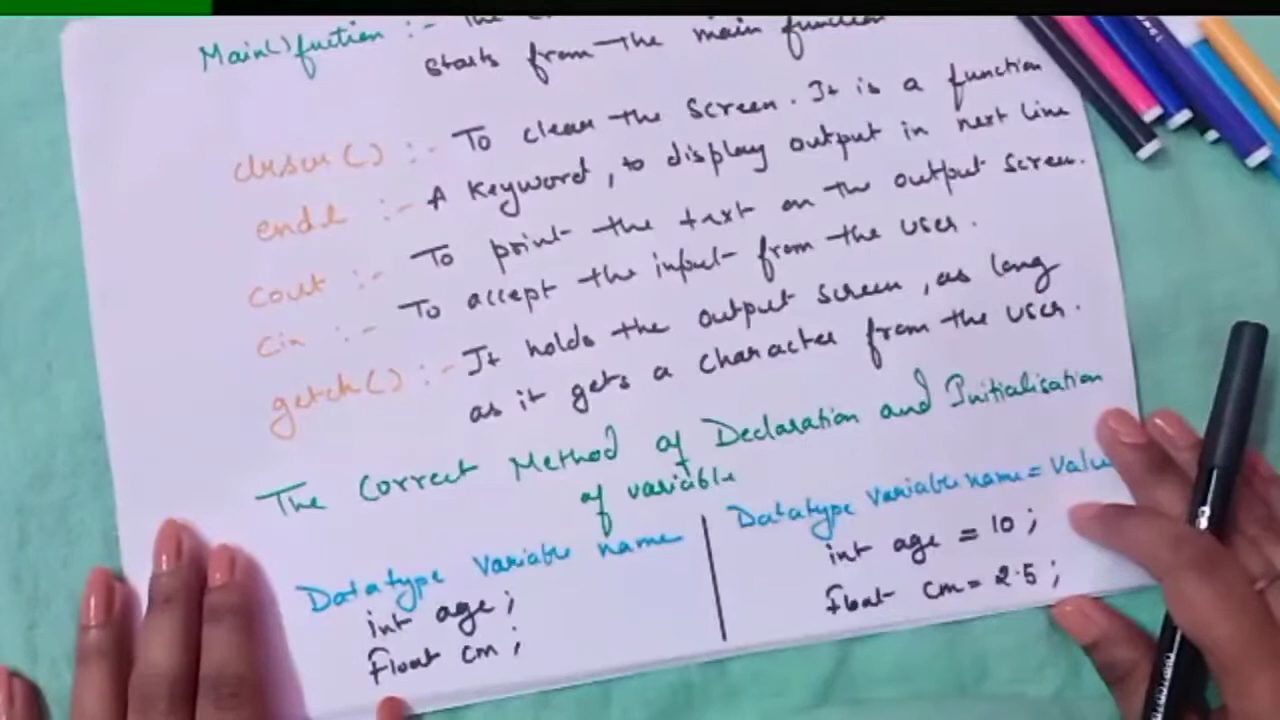 Main() fuction :- The
starts from the main function
clrscr() :- To clear the screen. It is a function
endl :- A Keyword, to display output in next line
cout :- To print the text on the output screen.
cin :- To accept the input from the user.
getch() :- It holds the output screen, as long
as it gets a character from the user.
The Correct Method of Declaration and Initialisation
of variable
Datatype variable name
int age;
float cm;
Datatype variable name = Value
int age = 10;
float cm = 2.5;